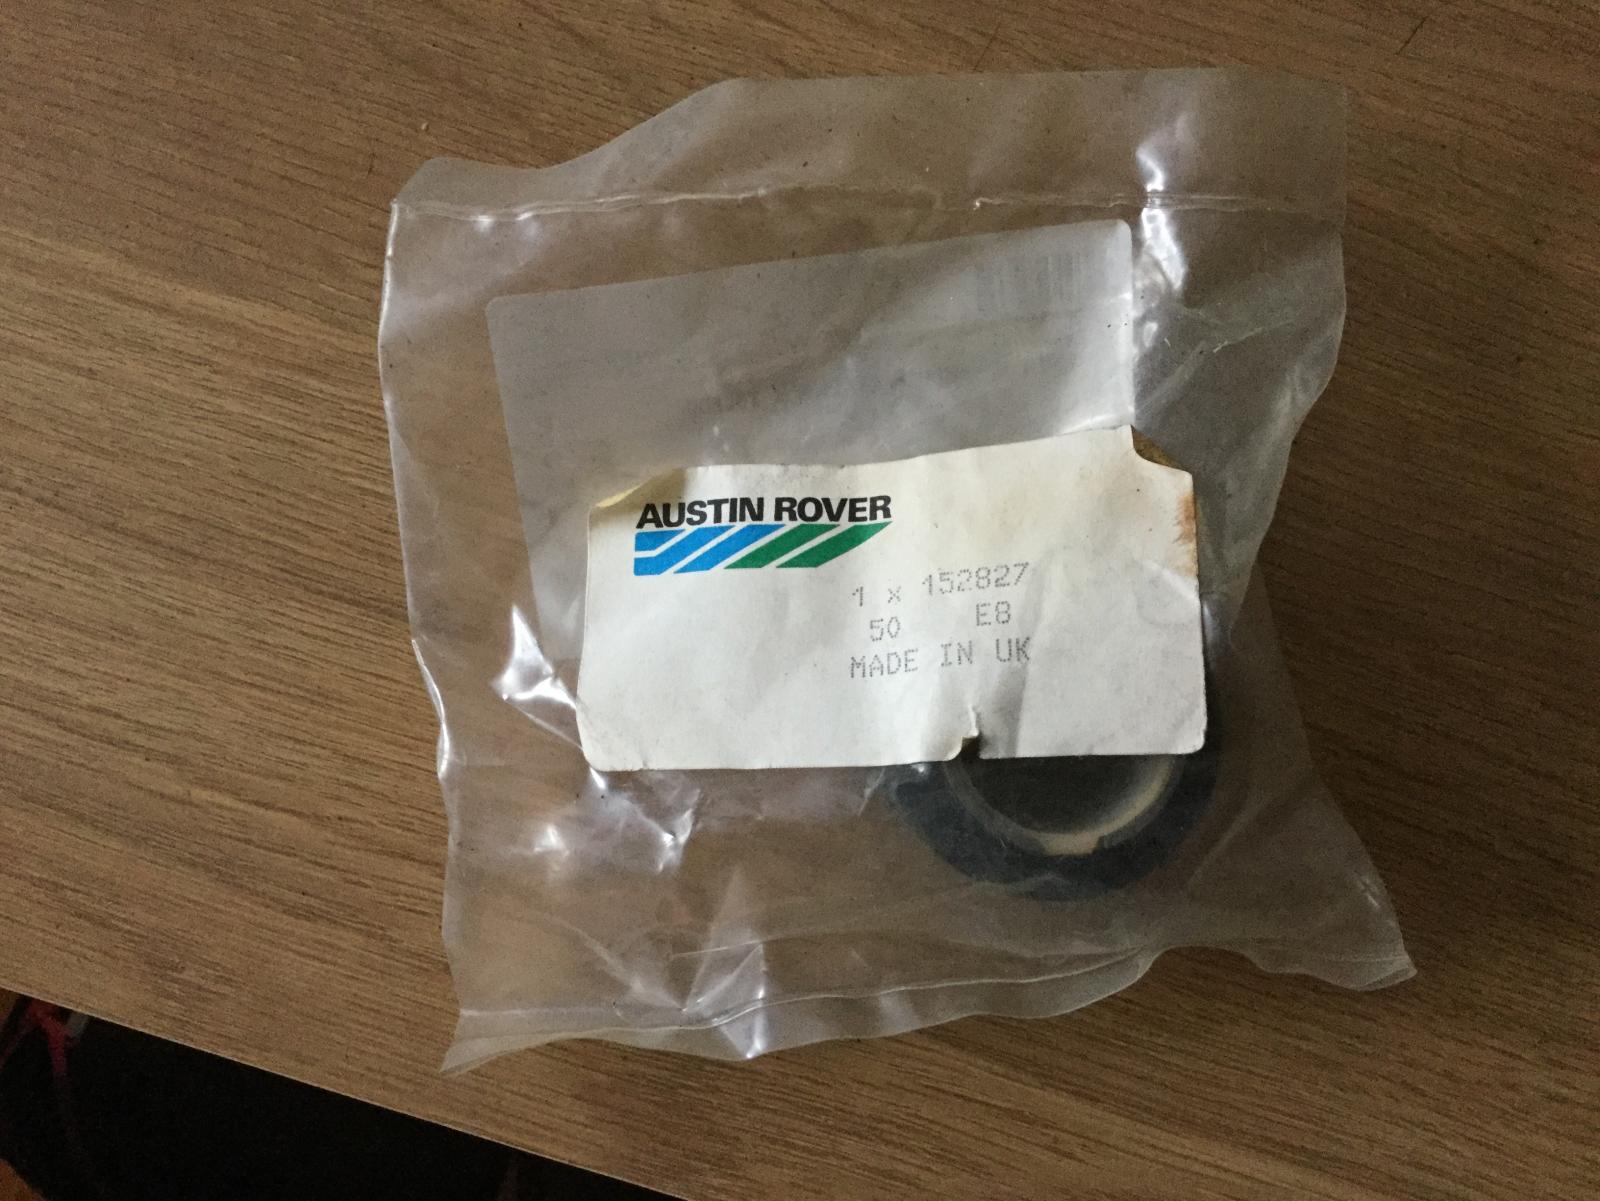 AUSTIN ROVER
1 x 152827
50 E8
MADE IN UK